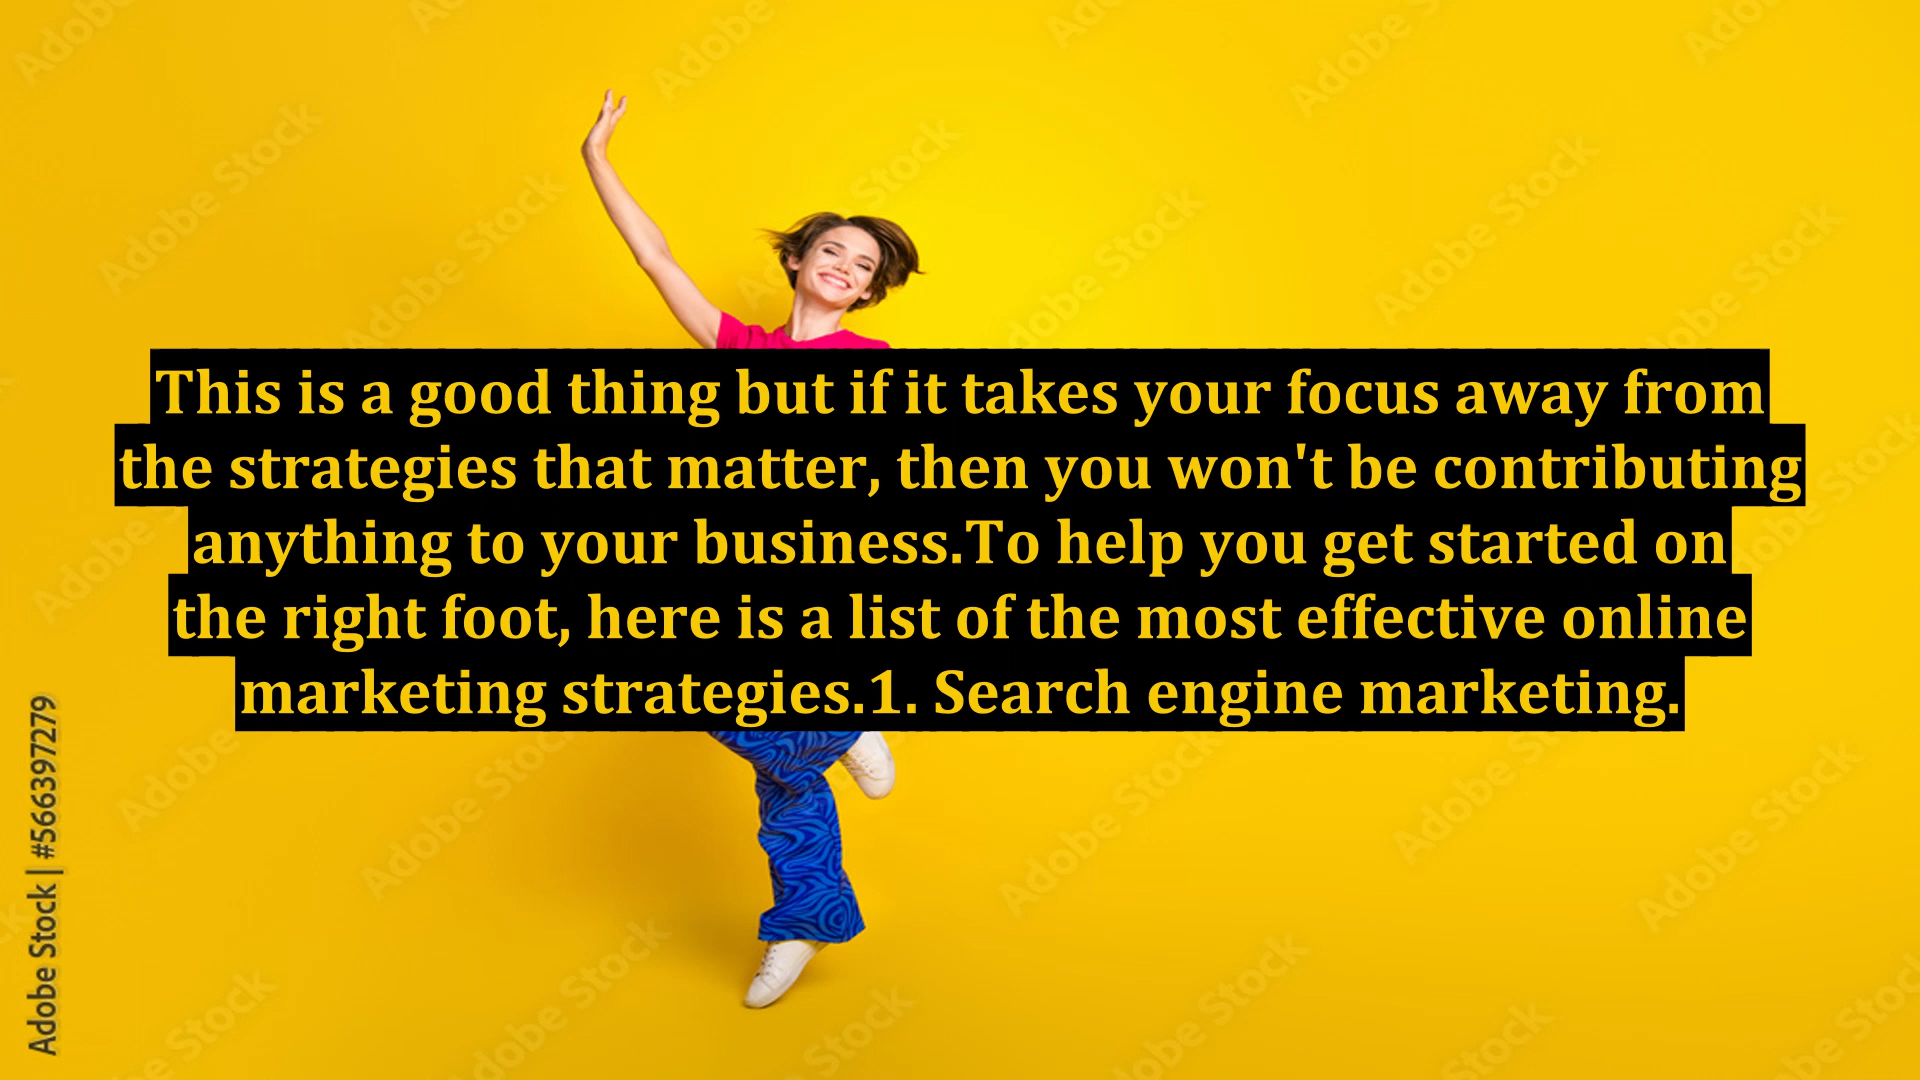 This is a good thing but if it takes your focus away from
the strategies that matter, then you won't be contributing
anything to your business.To help you get started on
the right foot, here is a list of the most effective online
marketing strategies.1. Search engine marketing.
Adobe Stock | #566397279
Adobe Stock